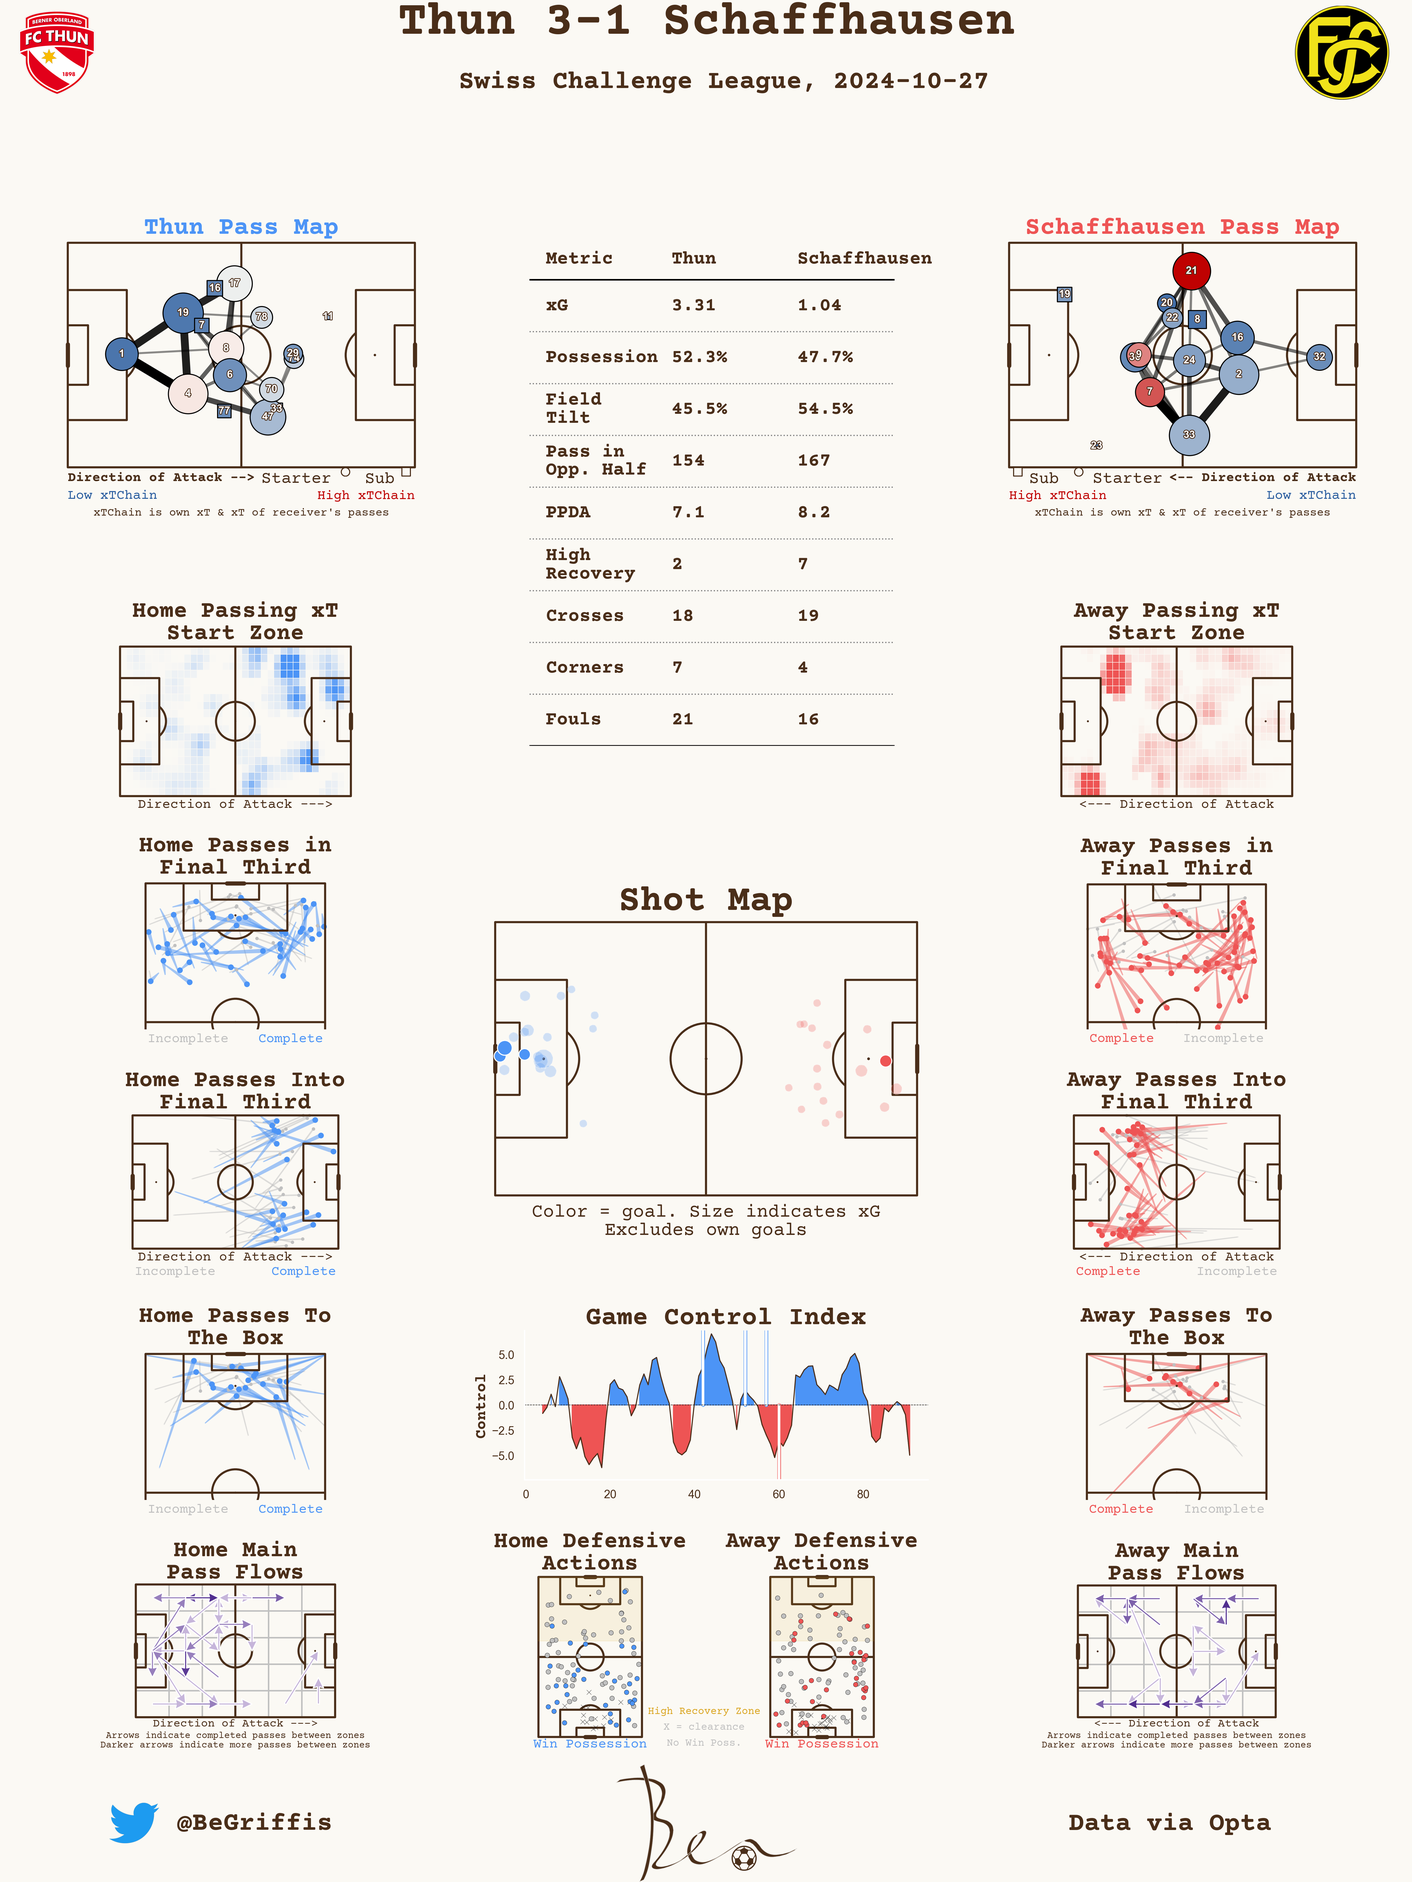 Thun 3-1 Schaffhausen
Swiss Challenge League, 2024-10-27
BERNER OBERLAND
FC THUN
1898
Thun Pass Map
16
17
19
7
78
11
1
8
29
6
70
4
77
33
47
Direction of Attack --> Starter Sub
Low xTChain High xTChain
xTChain is own xT & xT of receiver's passes
Metric Thun Schaffhausen
xG 3.31 1.04
Possession 52.3% 47.7%
Field
Tilt 45.5% 54.5%
Pass in
Opp. Half 154 167
PPDA 7.1 8.2
High
Recovery 2 7
Crosses 18 19
Corners 7 4
Fouls 21 16
Schaffhausen Pass Map
21
19
20
22
8
16
9
24
32
2
7
33
23
Sub Starter <-- Direction of Attack
High xTChain Low xTChain
xTChain is own xT & xT of receiver's passes
Home Passing xT
Start Zone
Direction of Attack --->
Away Passing xT
Start Zone
<--- Direction of Attack
Home Passes in
Final Third
Incomplete Complete
Away Passes in
Final Third
Complete Incomplete
Shot Map
Color = goal. Size indicates xG
Excludes own goals
Home Passes Into
Final Third
Direction of Attack --->
Incomplete Complete
Away Passes Into
Final Third
<--- Direction of Attack
Complete Incomplete
Home Passes To
The Box
Incomplete Complete
Game Control Index
Control
5.0
2.5
0.0
−2.5
−5.0
0 20 40 60 80
Away Passes To
The Box
Complete Incomplete
Home Main
Pass Flows
Direction of Attack --->
Arrows indicate completed passes between zones
Darker arrows indicate more passes between zones
Home Defensive
Actions
Win Possession
Away Defensive
Actions
Win Possession
High Recovery Zone
X = clearance
No Win Poss.
Away Main
Pass Flows
<--- Direction of Attack
Arrows indicate completed passes between zones
Darker arrows indicate more passes between zones
@BeGriffis
Ben
Data via Opta